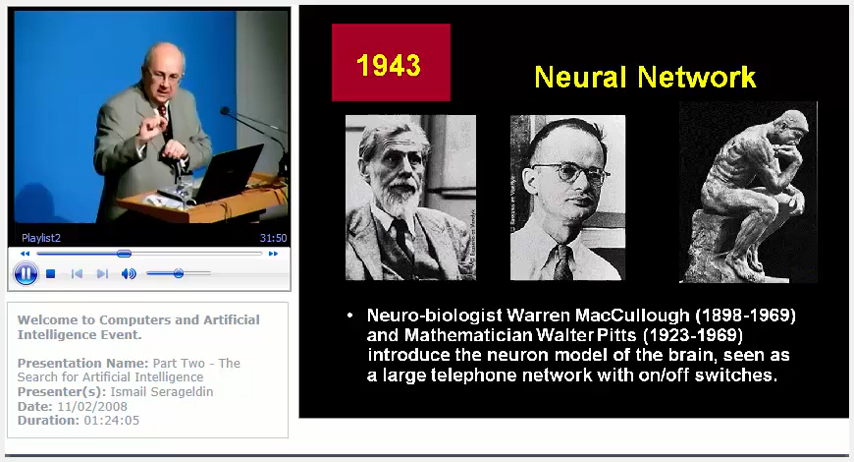 Playlist2 31:50
Welcome to Computers and Artificial
Intelligence Event.
Presentation Name: Part Two - The
Search for Artificial Intelligence
Presenter(s): Ismail Serageldin
Date: 11/02/2008
Duration: 01:24:05
1943
Neural Network
• Neuro-biologist Warren MacCullough (1898-1969)
and Mathematician Walter Pitts (1923-1969)
introduce the neuron model of the brain, seen as
a large telephone network with on/off switches.